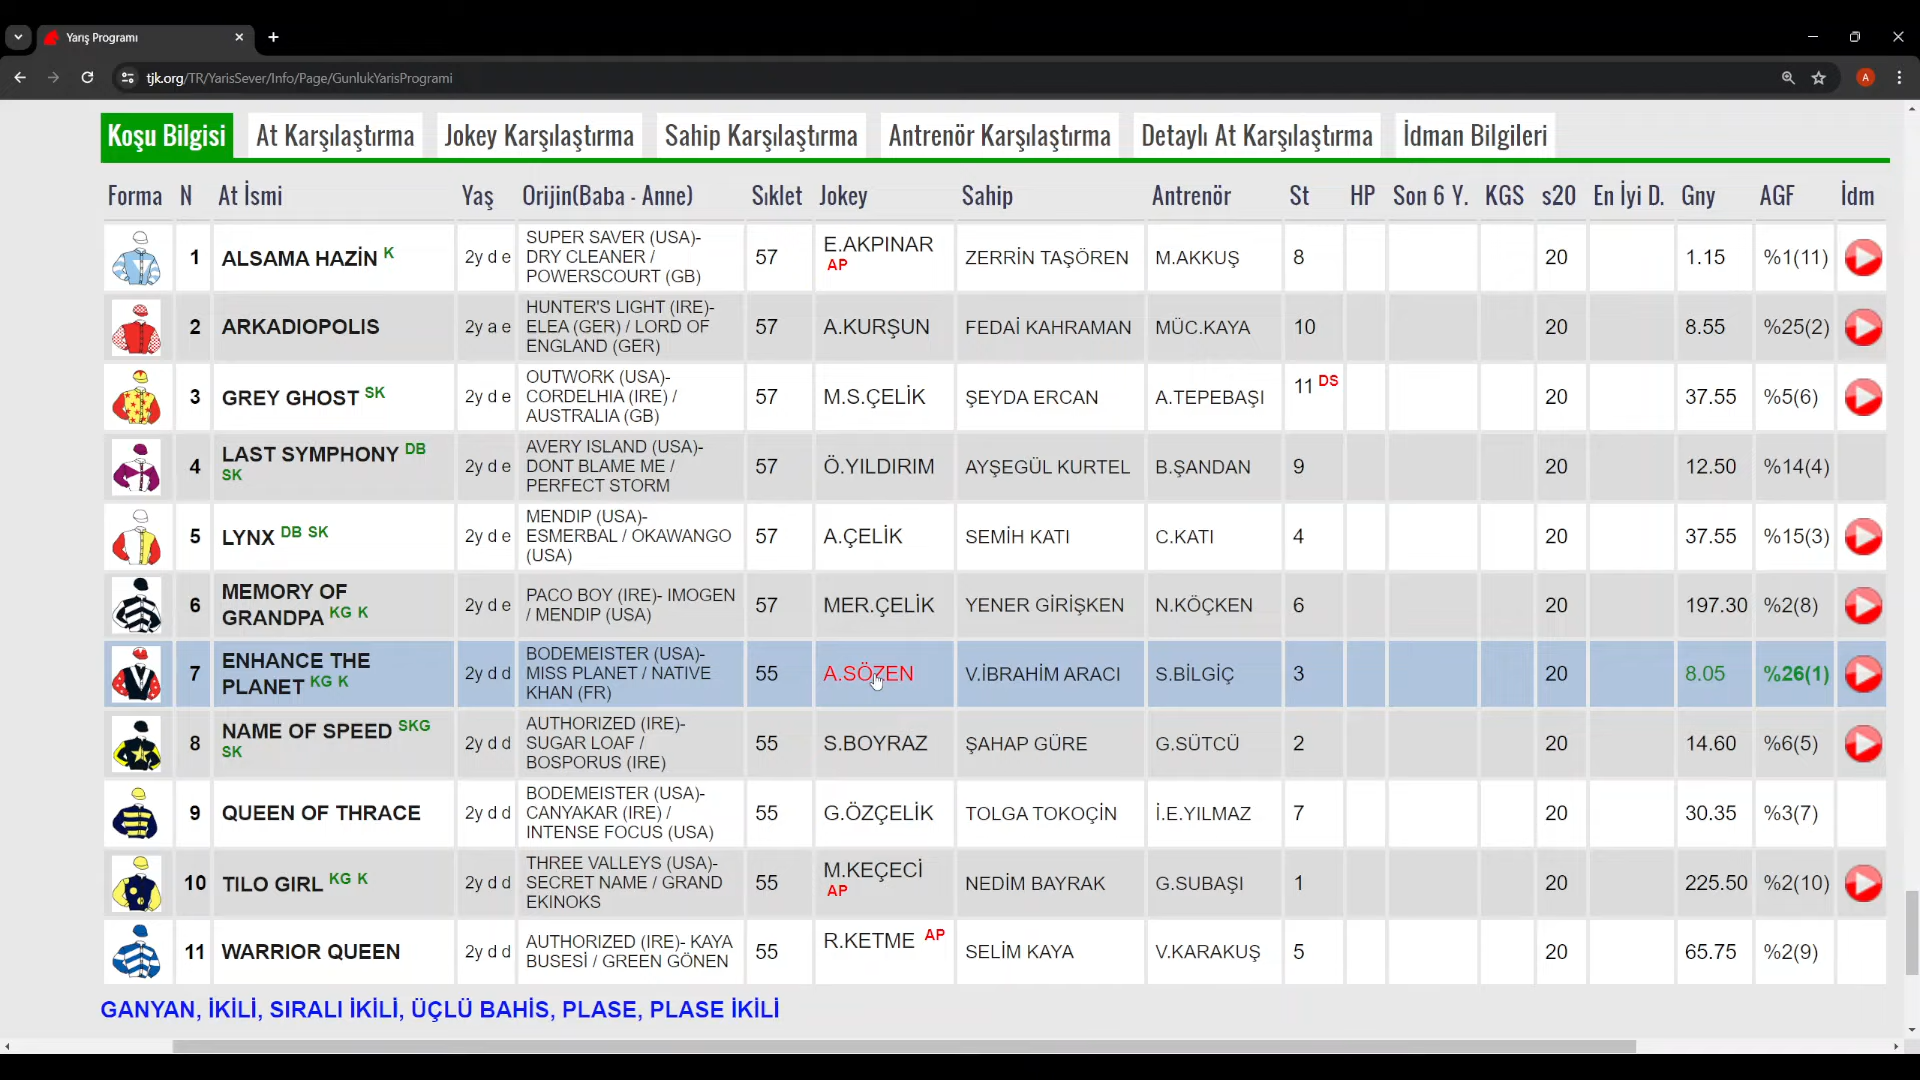 Yarış Programı
tjk.org/TR/YarisSever/Info/Page/GunlukYarisProgrami
A
Koşu Bilgisi At Karşılaştırma Jokey Karşılaştırma Sahip Karşılaştırma Antrenör Karşılaştırma Detaylı At Karşılaştırma İdman Bilgileri
Forma N At İsmi Yaş Orijin(Baba - Anne) Sıklet Jokey Sahip Antrenör St HP Son 6 Y. KGS s20 En İyi D. Gny AGF İdm
1 ALSAMA HAZİN K 2y d e SUPER SAVER (USA)-
DRY CLEANER /
POWERSCOURT (GB) 57 E.AKPINAR
AP ZERRİN TAŞÖREN M.AKKUŞ 8 20 1.15 %1(11)
2 ARKADIOPOLIS 2y a e HUNTER'S LIGHT (IRE)-
ELEA (GER) / LORD OF
ENGLAND (GER) 57 A.KURŞUN FEDAİ KAHRAMAN MÜC.KAYA 10 20 8.55 %25(2)
3 GREY GHOST SK 2y d e OUTWORK (USA)-
CORDELHIA (IRE) /
AUSTRALIA (GB) 57 M.S.ÇELİK ŞEYDA ERCAN A.TEPEBAŞI 11 DS 20 37.55 %5(6)
4 LAST SYMPHONY DB
SK 2y d e AVERY ISLAND (USA)-
DONT BLAME ME /
PERFECT STORM 57 Ö.YILDIRIM AYŞEGÜL KURTEL B.ŞANDAN 9 20 12.50 %14(4)
5 LYNX DB SK 2y d e MENDIP (USA)-
ESMERBAL / OKAWANGO
(USA) 57 A.ÇELİK SEMİH KATI C.KATI 4 20 37.55 %15(3)
6 MEMORY OF
GRANDPA KG K 2y d e PACO BOY (IRE)- IMOGEN
/ MENDIP (USA) 57 MER.ÇELİK YENER GİRİŞKEN N.KÖÇKEN 6 20 197.30 %2(8)
7 ENHANCE THE
PLANET KG K 2y d d BODEMEISTER (USA)-
MISS PLANET / NATIVE
KHAN (FR) 55 A.SÖZEN V.İBRAHİM ARACI S.BİLGİÇ 3 20 8.05 %26(1)
8 NAME OF SPEED SKG
SK 2y d d AUTHORIZED (IRE)-
SUGAR LOAF /
BOSPORUS (IRE) 55 S.BOYRAZ ŞAHAP GÜRE G.SÜTCÜ 2 20 14.60 %6(5)
9 QUEEN OF THRACE 2y d d BODEMEISTER (USA)-
CANYAKAR (IRE) /
INTENSE FOCUS (USA) 55 G.ÖZÇELİK TOLGA TOKOÇİN İ.E.YILMAZ 7 20 30.35 %3(7)
10 TILO GIRL KG K 2y d d THREE VALLEYS (USA)-
SECRET NAME / GRAND
EKINOKS 55 M.KEÇECİ
AP NEDİM BAYRAK G.SUBAŞI 1 20 225.50 %2(10)
11 WARRIOR QUEEN 2y d d AUTHORIZED (IRE)- KAYA
BUSESİ / GREEN GÖNEN 55 R.KETME AP SELİM KAYA V.KARAKUŞ 5 20 65.75 %2(9)
GANYAN, İKİLİ, SIRALI İKİLİ, ÜÇLÜ BAHİS, PLASE, PLASE İKİLİ